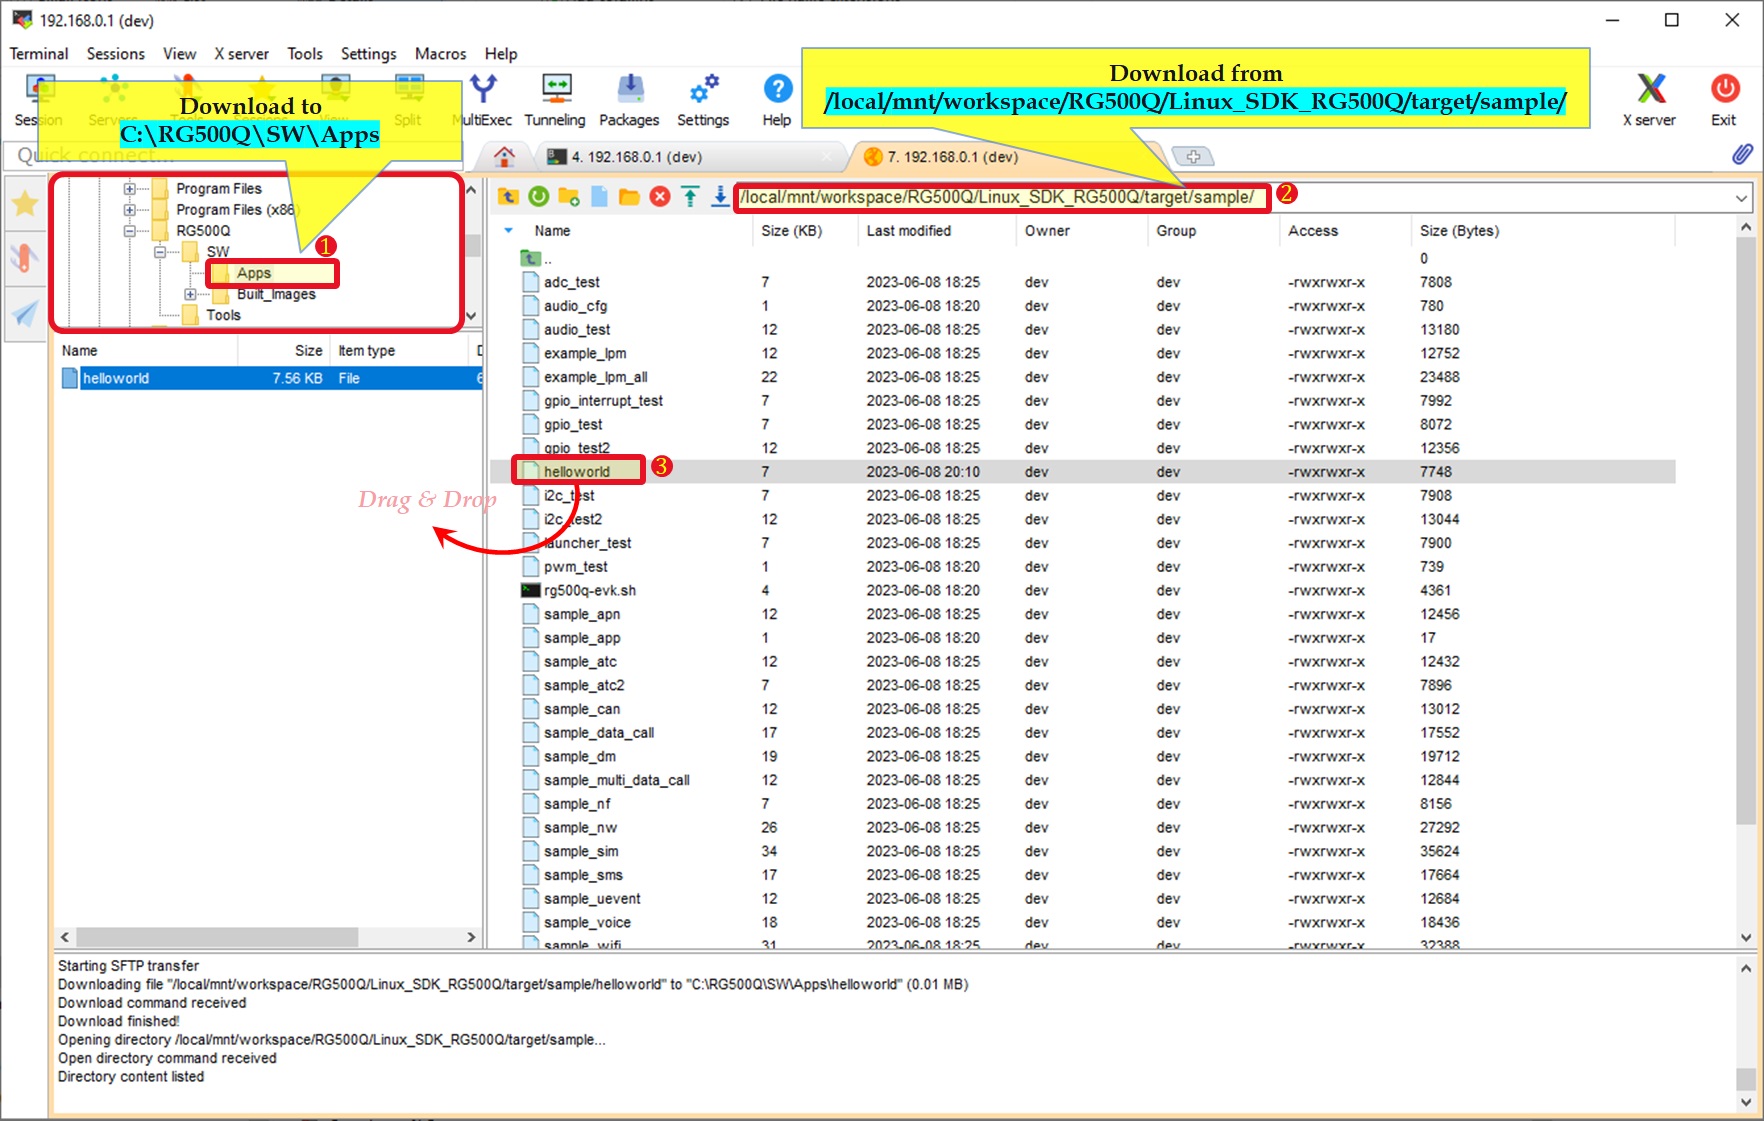 192.168.0.1 (dev)
Terminal Sessions View X server Tools Settings Macros Help
Download to
C:\RG500Q\SW\Apps
Download from
/local/mnt/workspace/RG500Q/Linux_SDK_RG500Q/target/sample/
Session Servers Tools Sessions View Split MultiExec Tunneling Packages Settings Help X server Exit
Quick connect...
4. 192.168.0.1 (dev)
7. 192.168.0.1 (dev)
Program Files
Program Files (x86)
RG500Q
SW
1
Apps
Built_Images
Tools
Name Size Item type
helloworld 7.56 KB File
/local/mnt/workspace/RG500Q/Linux_SDK_RG500Q/target/sample/ 2
Name Size (KB) Last modified Owner Group Access Size (Bytes)
.. 0
adc_test 7 2023-06-08 18:25 dev dev -rwxrwxr-x 7808
audio_cfg 1 2023-06-08 18:20 dev dev -rwxrwxr-x 780
audio_test 12 2023-06-08 18:25 dev dev -rwxrwxr-x 13180
example_lpm 12 2023-06-08 18:25 dev dev -rwxrwxr-x 12752
example_lpm_all 22 2023-06-08 18:25 dev dev -rwxrwxr-x 23488
gpio_interrupt_test 7 2023-06-08 18:25 dev dev -rwxrwxr-x 7992
gpio_test 7 2023-06-08 18:25 dev dev -rwxrwxr-x 8072
gpio_test2 12 2023-06-08 18:25 dev dev -rwxrwxr-x 12356
helloworld 3 7 2023-06-08 20:10 dev dev -rwxrwxr-x 7748
Drag & Drop
i2c_test 7 2023-06-08 18:25 dev dev -rwxrwxr-x 7908
i2c_test2 12 2023-06-08 18:25 dev dev -rwxrwxr-x 13044
launcher_test 7 2023-06-08 18:25 dev dev -rwxrwxr-x 7900
pwm_test 1 2023-06-08 18:20 dev dev -rwxrwxr-x 739
rg500q-evk.sh 4 2023-06-08 18:20 dev dev -rwxrwxr-x 4361
sample_apn 12 2023-06-08 18:25 dev dev -rwxrwxr-x 12456
sample_app 1 2023-06-08 18:20 dev dev -rwxrwxr-x 17
sample_atc 12 2023-06-08 18:25 dev dev -rwxrwxr-x 12432
sample_atc2 7 2023-06-08 18:25 dev dev -rwxrwxr-x 7896
sample_can 12 2023-06-08 18:25 dev dev -rwxrwxr-x 13012
sample_data_call 17 2023-06-08 18:25 dev dev -rwxrwxr-x 17552
sample_dm 19 2023-06-08 18:25 dev dev -rwxrwxr-x 19712
sample_multi_data_call 12 2023-06-08 18:25 dev dev -rwxrwxr-x 12844
sample_nf 7 2023-06-08 18:25 dev dev -rwxrwxr-x 8156
sample_nw 26 2023-06-08 18:25 dev dev -rwxrwxr-x 27292
sample_sim 34 2023-06-08 18:25 dev dev -rwxrwxr-x 35624
sample_sms 17 2023-06-08 18:25 dev dev -rwxrwxr-x 17664
sample_uevent 12 2023-06-08 18:25 dev dev -rwxrwxr-x 12684
sample_voice 18 2023-06-08 18:25 dev dev -rwxrwxr-x 18436
sample_wifi 31 2023-06-08 18:25 dev dev -rwxrwxr-x 32388
Starting SFTP transfer
Downloading file "/local/mnt/workspace/RG500Q/Linux_SDK_RG500Q/target/sample/helloworld" to "C:\RG500Q\SW\Apps\helloworld" (0.01 MB)
Download command received
Download finished!
Opening directory /local/mnt/workspace/RG500Q/Linux_SDK_RG500Q/target/sample...
Open directory command received
Directory content listed